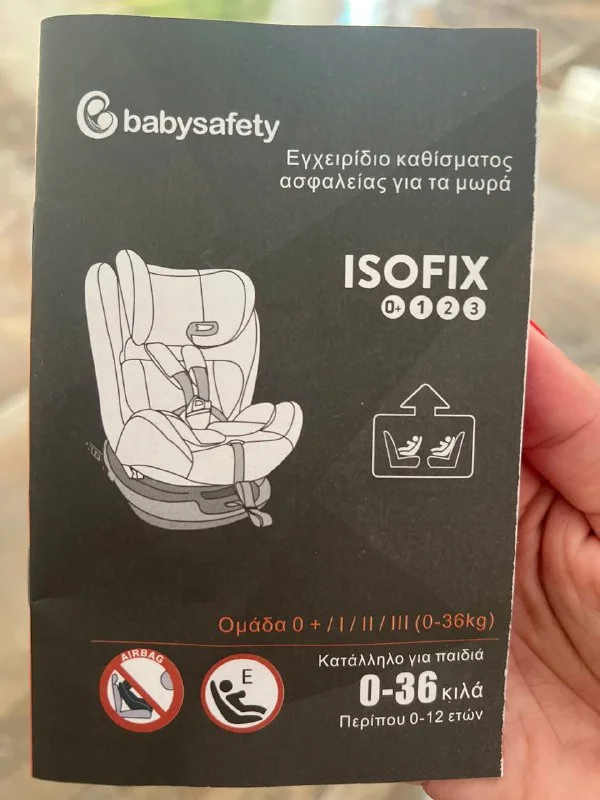 babysafety
Εγχειρίδιο καθίσματος
ασφαλείας για τα μωρά
ISOFIX
0+ 1 2 3
Ομάδα 0 + / I / II / III (0-36kg)
AIRBAG
E
Κατάλληλο για παιδιά
0-36 κιλά
Περίπου 0-12 ετών